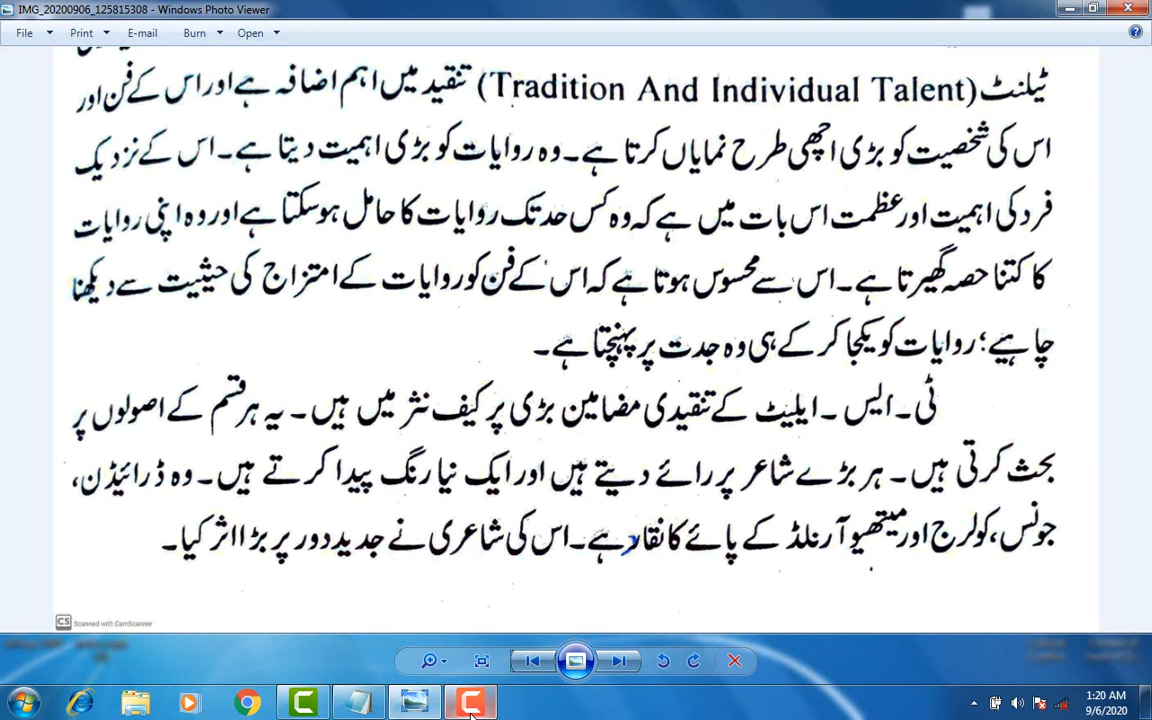 IMG_20200906_125815308 - Windows Photo Viewer
File Print E-mail Burn Open
ٹیلنٹ (Tradition And Individual Talent) تنقید میں اہم اضافہ ہے اور اس کے فن اور
اس کی شخصیت کو بڑی اچھی طرح نمایاں کرتا ہے۔ وہ روایات کو بڑی اہمیت دیتا ہے۔ اس کے نزدیک
فرد کی اہمیت اور عظمت اس بات میں ہے کہ وہ کس حد تک روایات کا حامل ہو سکتا ہے اور وہ اپنی روایات
کا کتنا حصہ گھیرتا ہے۔ اس سے محسوس ہوتا ہے کہ اس کے فن کو روایات کے امتزاج کی حیثیت سے دیکھنا
چاہیے؛ روایات کو یکجا کر کے ہی وہ جدت پر پہنچتا ہے۔
ٹی۔ ایس۔ ایلیٹ کے تنقیدی مضامین بڑی پر کیف نثر میں ہیں۔ یہ ہر قسم کے اصولوں پر
بحث کرتی ہیں۔ ہر بڑے شاعر پر رائے دیتے ہیں اور ایک نیا رنگ پیدا کرتے ہیں۔ وہ ڈرائیڈن،
جونس، کولرج اور میتھیو آرنلڈ کے پائے کا نقاد ہے۔ اس کی شاعری نے جدید دور پر بڑا اثر کیا۔
CS Scanned with CamScanner
1:20 AM
9/6/2020